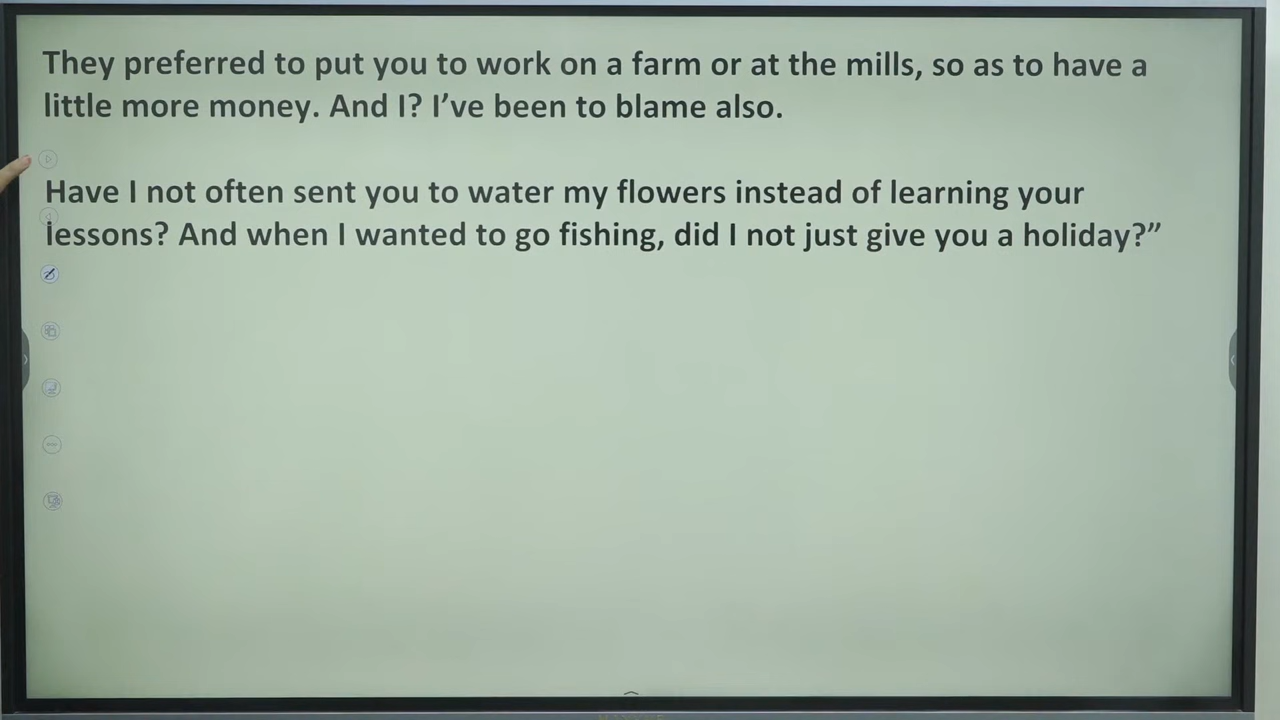 They preferred to put you to work on a farm or at the mills, so as to have a
little more money. And I? I’ve been to blame also.
Have I not often sent you to water my flowers instead of learning your
lessons? And when I wanted to go fishing, did I not just give you a holiday?”